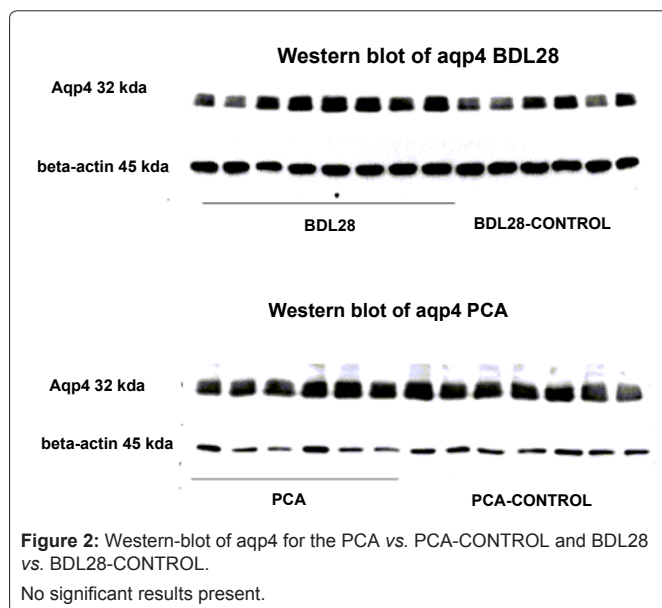 Western blot of aqp4 BDL28
Aqp4 32 kda
beta-actin 45 kda
BDL28
BDL28-CONTROL
Western blot of aqp4 PCA
Aqp4 32 kda
beta-actin 45 kda
PCA
PCA-CONTROL
Figure 2: Western-blot of aqp4 for the PCA vs. PCA-CONTROL and BDL28
vs. BDL28-CONTROL.
No significant results present.